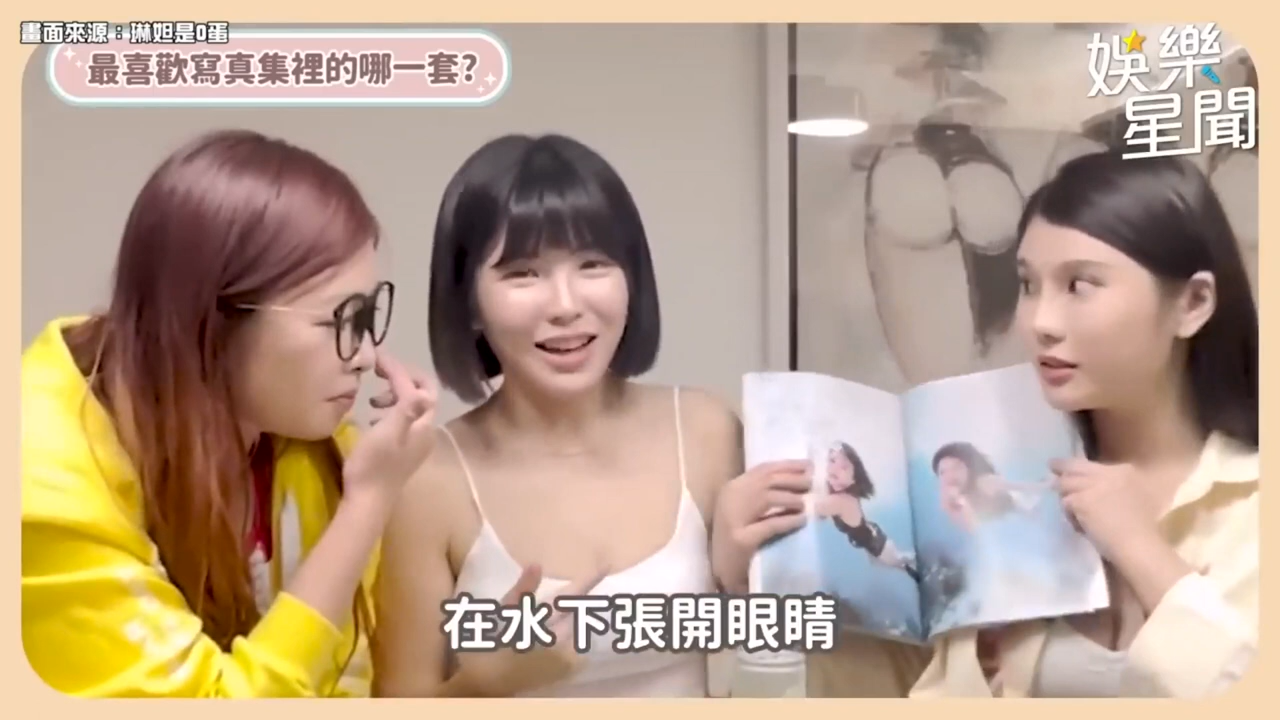 畫面來源：琳妲是0蛋
最喜歡寫真集裡的哪一套?
娛樂
星聞
在水下張開眼睛